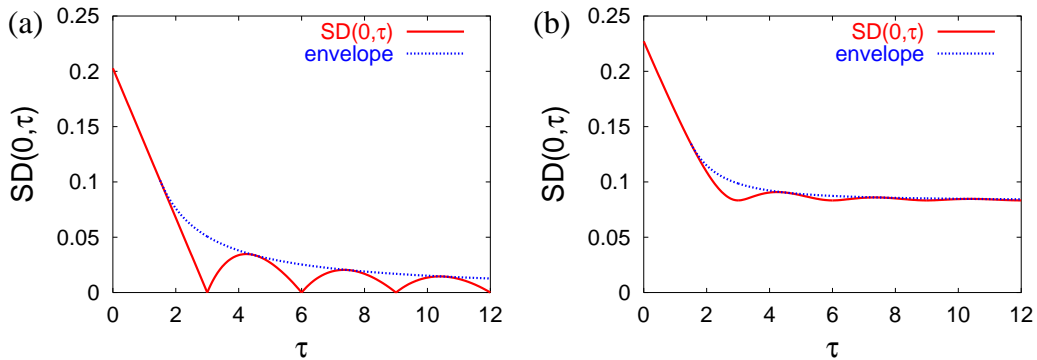 (a)
SD(0,τ)
0.25
0.2
0.15
0.1
0.05
0
0 2 4 6 8 10 12
τ
SD(0,τ)
envelope
(b)
SD(0,τ)
0.25
0.2
0.15
0.1
0.05
0
0 2 4 6 8 10 12
τ
SD(0,τ)
envelope